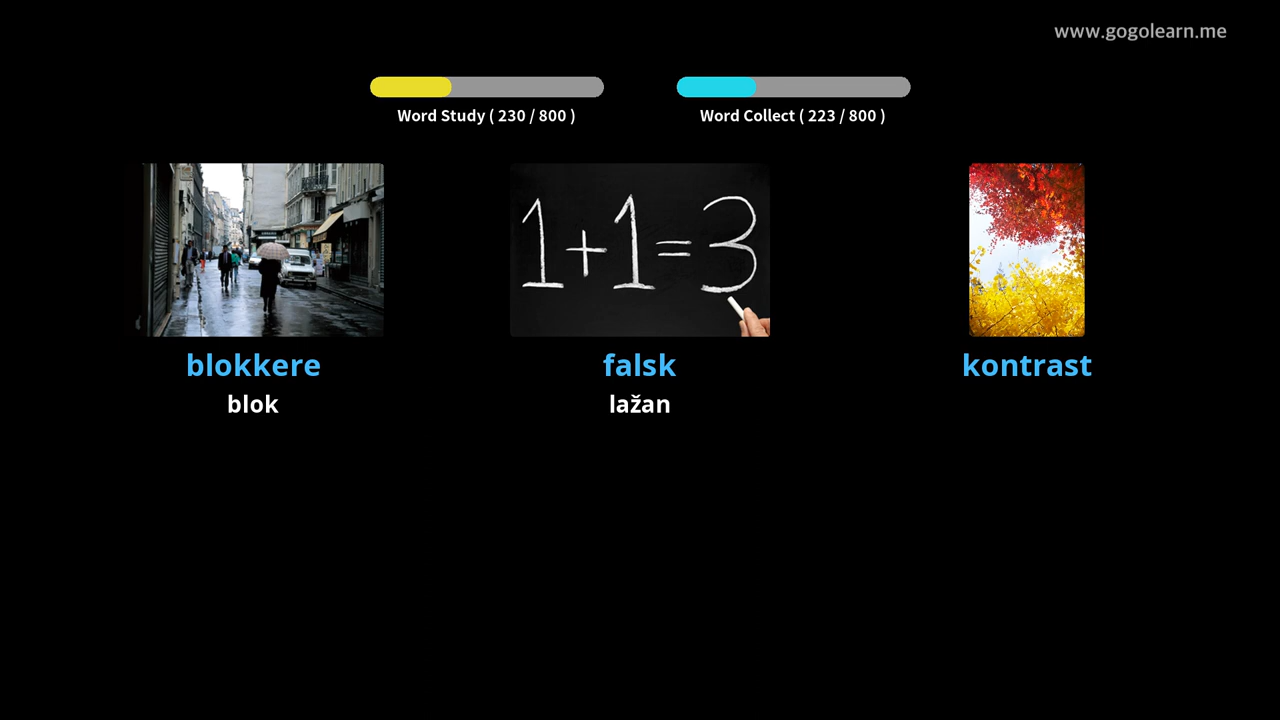 www.gogolearn.me
Word Study ( 230 / 800 )
Word Collect ( 223 / 800 )
1+1=3
blokkere
falsk
kontrast
blok
lažan